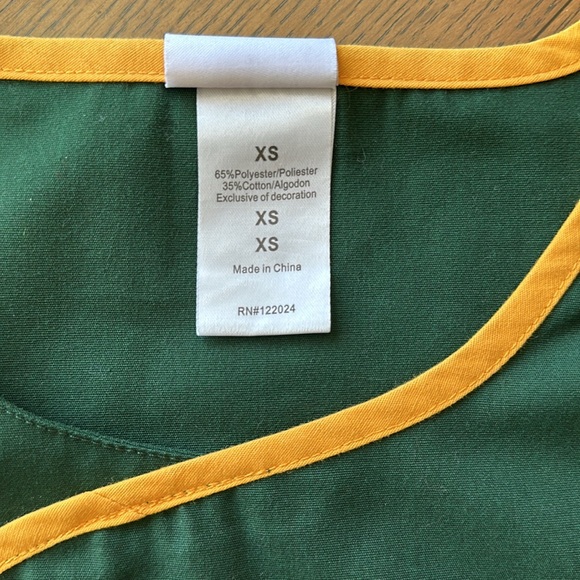 XS
65%Polyester/Poliester
35%Cotton/Algodon
Exclusive of decoration
XS
XS
Made in China
RN#122024